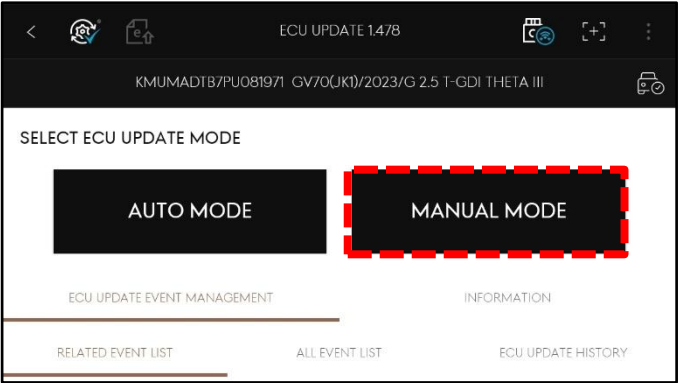 ECU UPDATE 1.478
KMUMADTB7PU081971 GV70(JK1)/2023/G 2.5 T-GDI THETA III
SELECT ECU UPDATE MODE
AUTO MODE MANUAL MODE
ECU UPDATE EVENT MANAGEMENT INFORMATION
RELATED EVENT LIST ALL EVENT LIST ECU UPDATE HISTORY